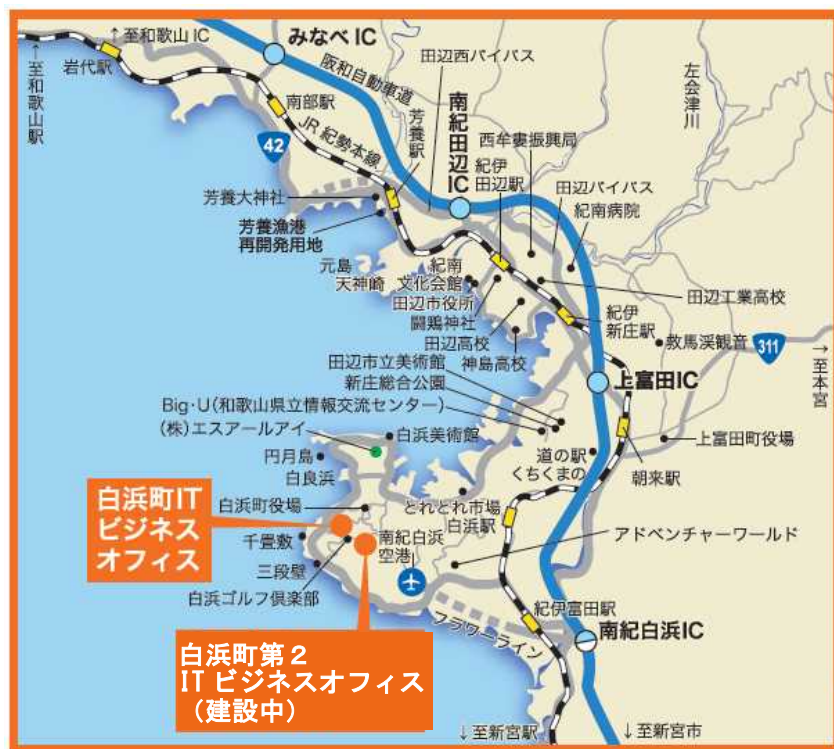 ↑至和歌山 IC
みなべ IC
↑至和歌山駅
岩代駅
阪和自動車道
田辺西バイパス
左会津川
南部駅
JR 紀勢本線
芳養駅
南紀田辺IC
西牟婁振興局
42
紀伊
田辺駅
田辺バイパス
紀南病院
芳養大神社
芳養漁港
再開発用地
元島
天神崎
紀南
文化会館
田辺市役所
闘鶏神社
田辺高校
神島高校
田辺工業高校
紀伊
新庄駅
救馬渓観音
311
→至本宮
田辺市立美術館
新庄総合公園
上富田IC
Big・U(和歌山県立情報交流センター)
(株)エスアールアイ
白浜美術館
上富田町役場
円月島
白良浜
道の駅
くちくまの
朝来駅
白浜町IT
ビジネス
オフィス
白浜町役場
とれとれ市場
白浜駅
千畳敷
南紀白浜
空港
アドベンチャーワールド
三段壁
白浜ゴルフ倶楽部
紀伊富田駅
フラワーライン
南紀白浜IC
白浜町第２
IT ビジネスオフィス
（建設中）
↓至新宮駅
↓至新宮市